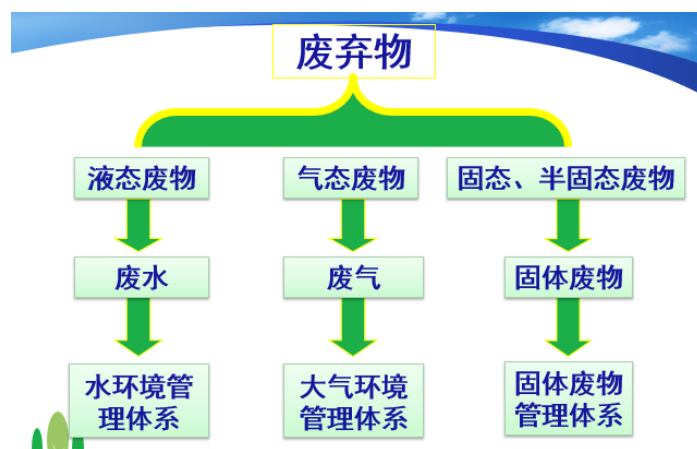 废弃物
液态废物
气态废物
固态、半固态废物
废水
废气
固体废物
水环境管
理体系
大气环境
管理体系
固体废物
管理体系